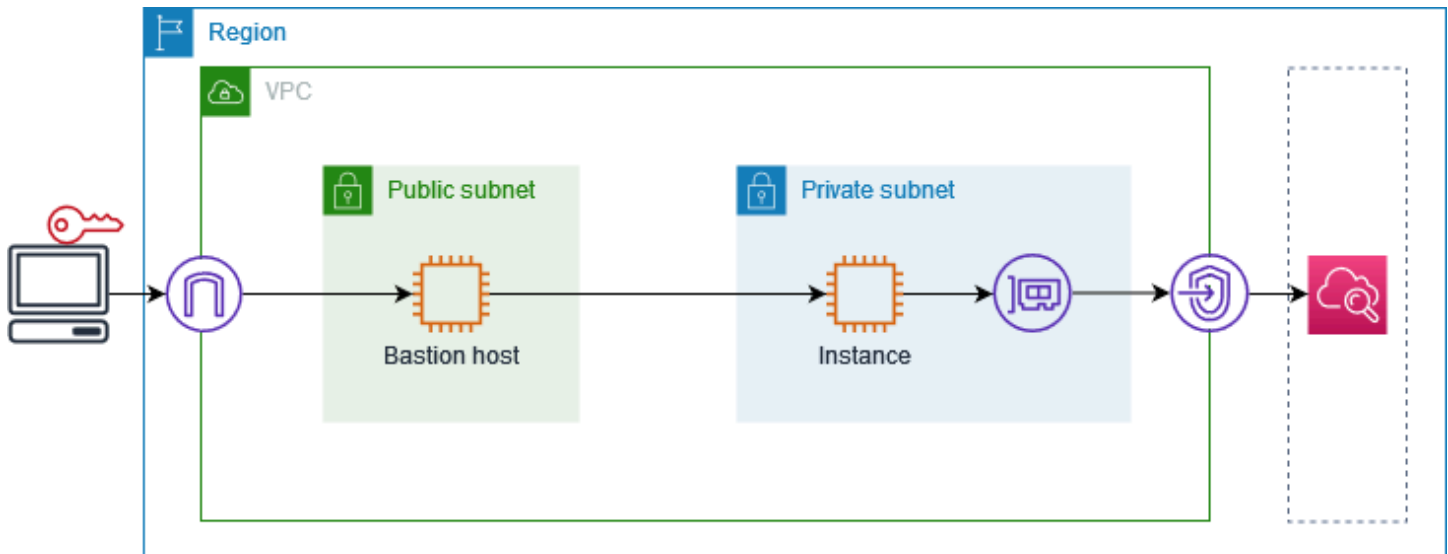 Region
VPC
Public subnet
Private subnet
Bastion host
Instance